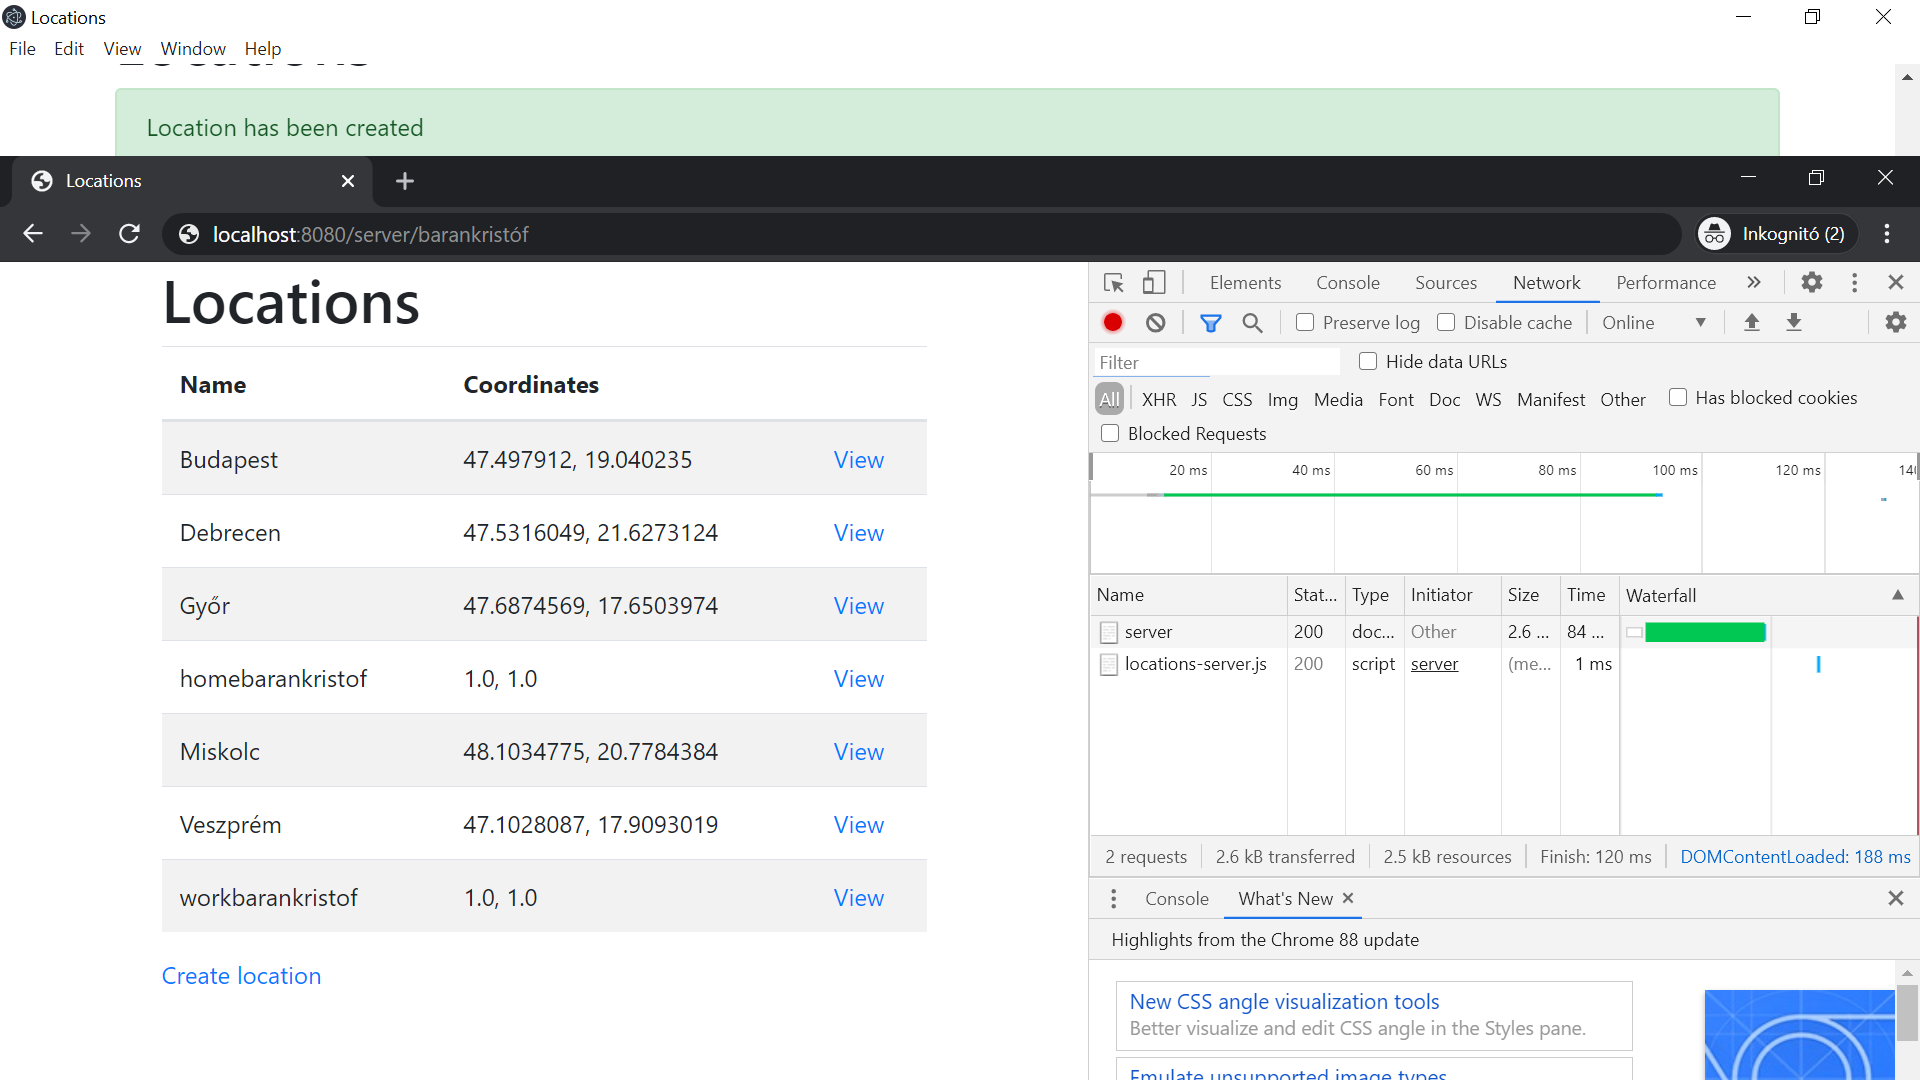 Locations
File Edit View Window Help
Locations
Location has been created
Locations
localhost:8080/server/barankristóf
Inkognitó (2)
Locations
Name Coordinates
Budapest 47.497912, 19.040235 View
Debrecen 47.5316049, 21.6273124 View
Győr 47.6874569, 17.6503974 View
homebarankristof 1.0, 1.0 View
Miskolc 48.1034775, 20.7784384 View
Veszprém 47.1028087, 17.9093019 View
workbarankristof 1.0, 1.0 View
Create location
Elements Console Sources Network Performance
Preserve log Disable cache Online
Filter Hide data URLs
All XHR JS CSS Img Media Font Doc WS Manifest Other Has blocked cookies
Blocked Requests
20 ms 40 ms 60 ms 80 ms 100 ms 120 ms
Name Stat... Type Initiator Size Time Waterfall
server 200 doc... Other 2.6 ... 84 ...
locations-server.js 200 script server (me... 1 ms
2 requests 2.6 kB transferred 2.5 kB resources Finish: 120 ms DOMContentLoaded: 188 ms
Console What's New
Highlights from the Chrome 88 update
New CSS angle visualization tools
Better visualize and edit CSS angle in the Styles pane.
Emulate unsupported image types